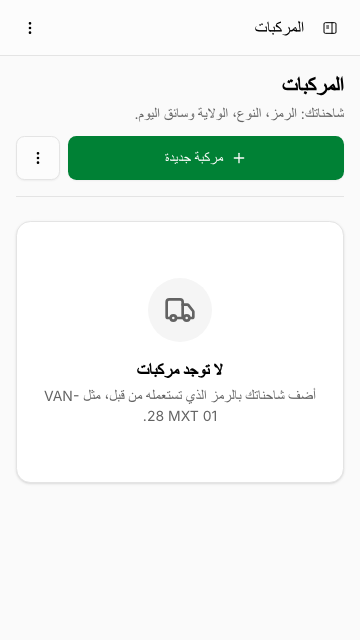 المركبات
المركبات
شاحناتك: الرمز، النوع، الولاية وسائق اليوم.
مركبة جديدة
لا توجد مركبات
أضف شاحناتك بالرمز الذي تستعمله من قبل، مثل VAN-
01 28 MXT.